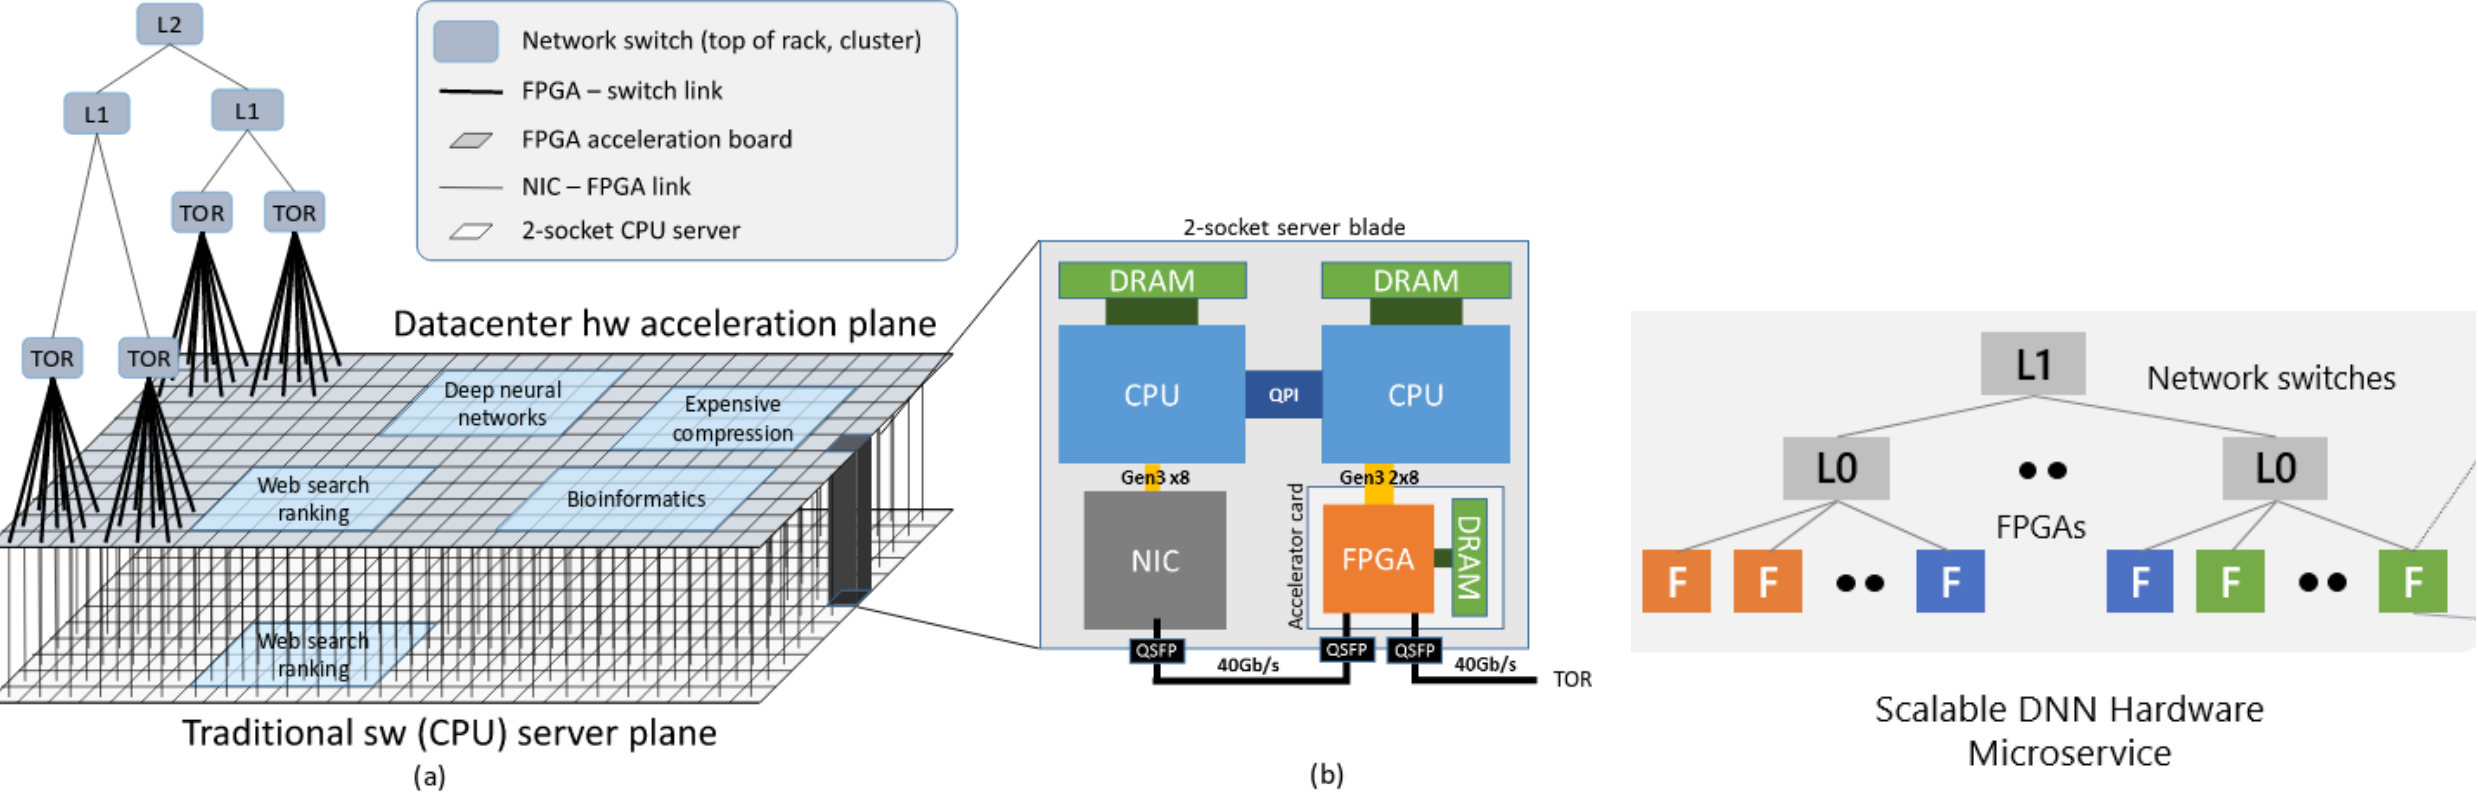 L2
L1
L1
TOR
TOR
TOR
TOR
Network switch (top of rack, cluster)
FPGA – switch link
FPGA acceleration board
NIC – FPGA link
2-socket CPU server
Datacenter hw acceleration plane
Deep neural
networks
Expensive
compression
Web search
ranking
Bioinformatics
Web search
ranking
Traditional sw (CPU) server plane
(a)
2-socket server blade
DRAM
DRAM
CPU
QPI
CPU
Gen3 x8
Gen3 2x8
NIC
Accelerator card
FPGA
DRAM
QSFP
QSFP
QSFP
40Gb/s
40Gb/s
TOR
(b)
L1
Network switches
L0
L0
FPGAs
F
F
F
F
F
F
Scalable DNN Hardware
Microservice